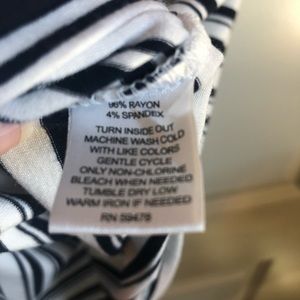 96% RAYON
4% SPANDEX
TURN INSIDE OUT
MACHINE WASH COLD
WITH LIKE COLORS
GENTLE CYCLE
ONLY NON-CHLORINE
BLEACH WHEN NEEDED
TUMBLE DRY LOW
WARM IRON IF NEEDED
RN